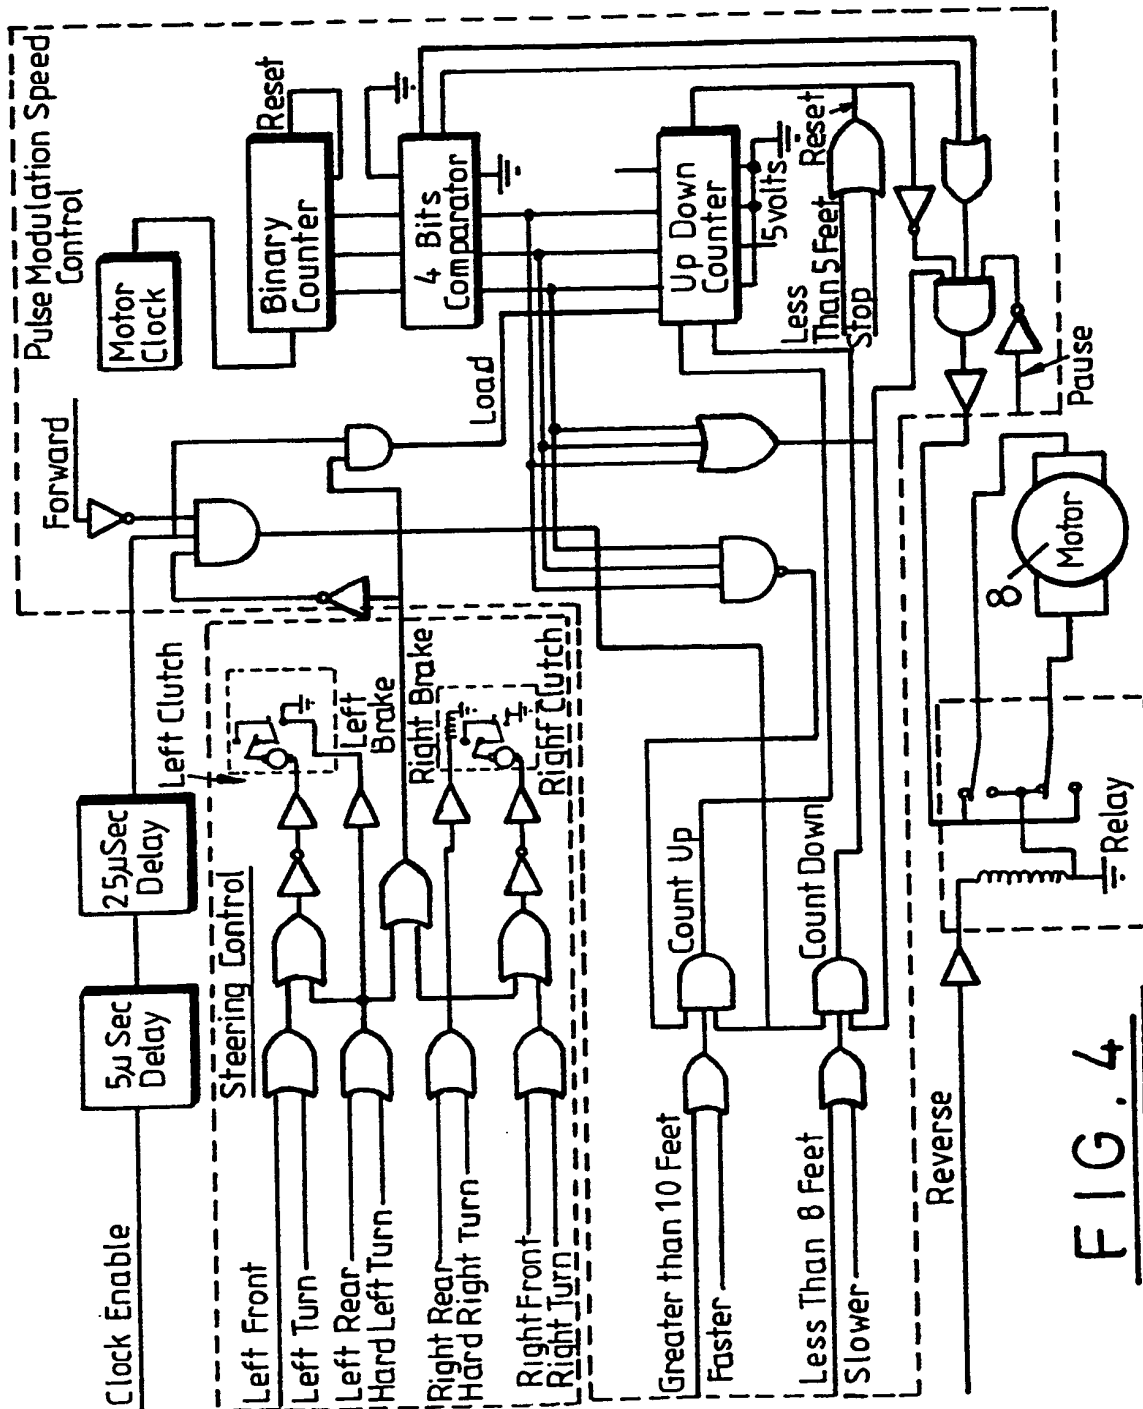 Clock Enable
5µ Sec
Delay
25µSec
Delay
Forward
Pulse Modulation Speed
Control
Motor
Clock
Binary
Counter
Reset
4 Bits
Comparator
Load
Up Down
Counter
5volts
Less
Than 5 Feet
Stop
Reset
Pause
Steering Control
Left Front
Left Turn
Left Rear
Hard Left Turn
Right Rear
Hard Right Turn
Right Front
Right Turn
Left Clutch
Left
Brake
Right Brake
Right Clutch
Greater than 10 Feet
Faster
Count Up
Less Than 8 Feet
Slower
Count Down
Reverse
Relay
8
Motor
FIG. 4